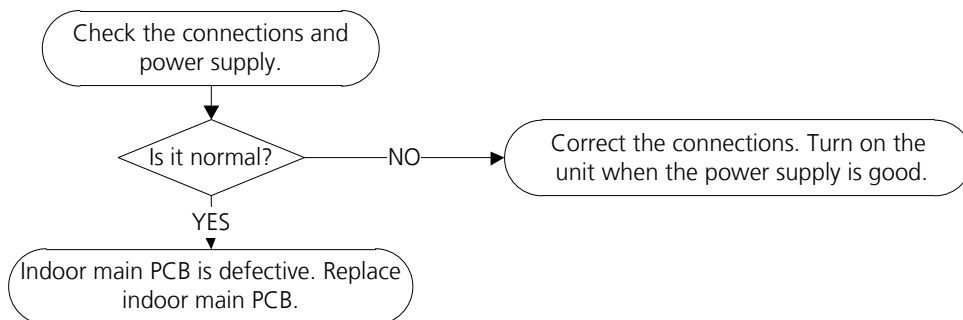 Check the connections and
power supply.
Is it normal?
NO
Correct the connections. Turn on the
unit when the power supply is good.
YES
Indoor main PCB is defective. Replace
indoor main PCB.